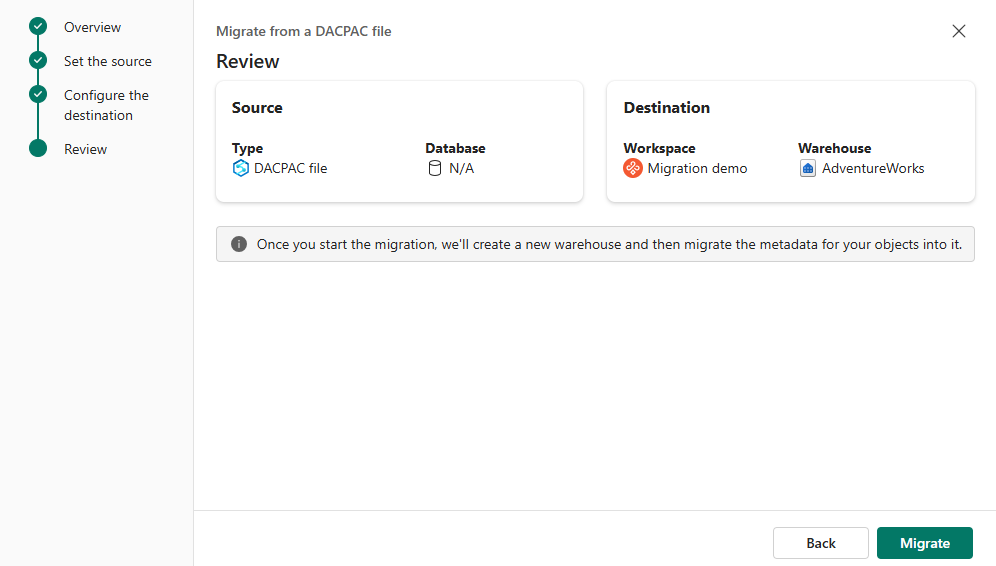 Overview
Set the source
Configure the
destination
Review
Migrate from a DACPAC file
Review
Source
Type
DACPAC file
Database
N/A
Destination
Workspace
Migration demo
Warehouse
AdventureWorks
Once you start the migration, we'll create a new warehouse and then migrate the metadata for your objects into it.
Back
Migrate